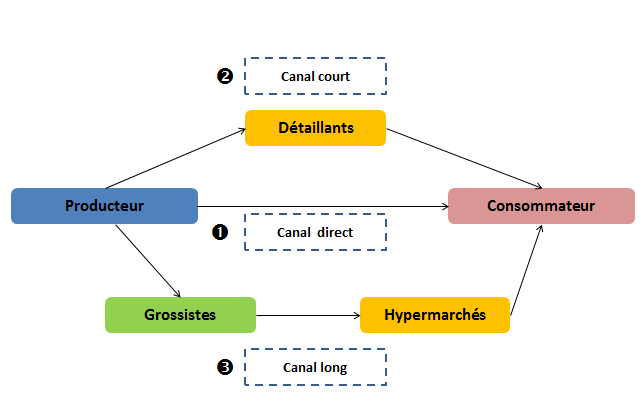 ❷ Canal court
Détaillants
Producteur
Consommateur
❶ Canal direct
Grossistes
Hypermarchés
❸ Canal long